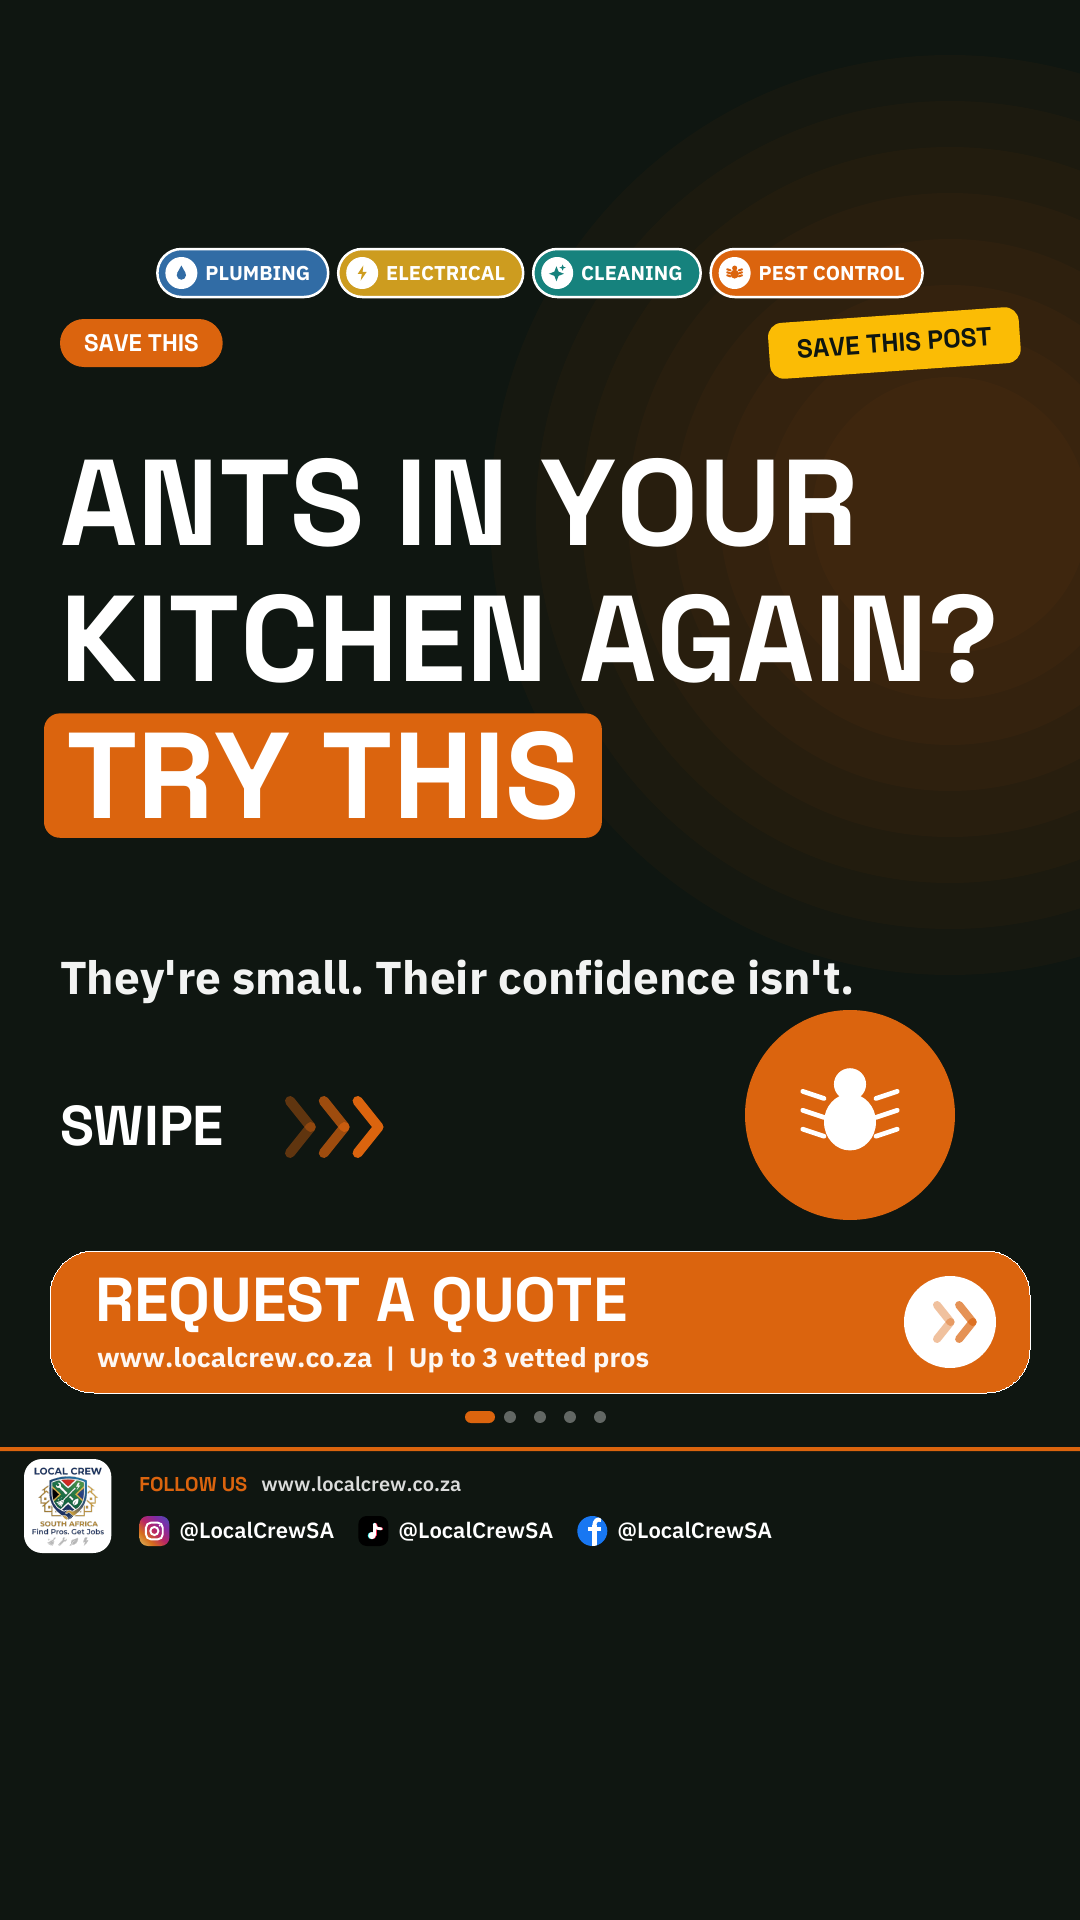 PLUMBING ELECTRICAL CLEANING PEST CONTROL
SAVE THIS
SAVE THIS POST
ANTS IN YOUR
KITCHEN AGAIN?
TRY THIS
They're small. Their confidence isn't.
SWIPE
REQUEST A QUOTE
www.localcrew.co.za | Up to 3 vetted pros
LOCAL CREW
SOUTH AFRICA
Find Pros. Get Jobs
FOLLOW US www.localcrew.co.za
@LocalCrewSA @LocalCrewSA @LocalCrewSA